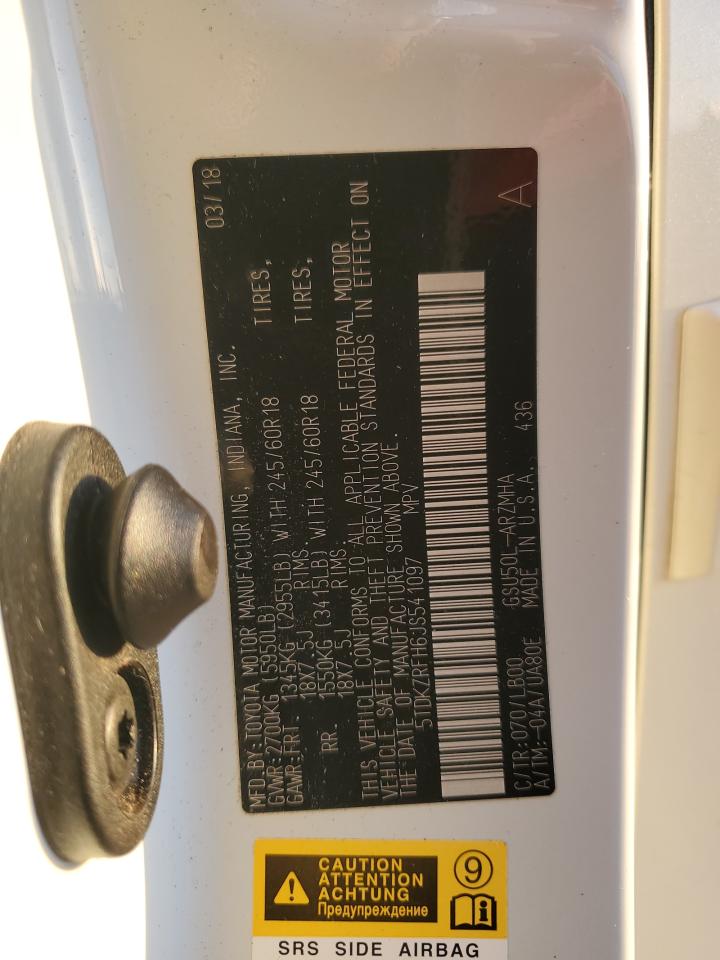 MFD.BY:TOYOTA MOTOR MANUFACTURING, INDIANA, INC. 03/18
GVWR:2700KG (5950LB)
GAWR:FRT- 1345KG (2955LB) WITH 245/60R18 TIRES,
18X7.5J RIMS.
RR. 1550KG (3415LB) WITH 245/60R18 TIRES,
18X7.5J RIMS.
THIS VEHICLE CONFORMS TO ALL APPLICABLE FEDERAL MOTOR
VEHICLE SAFETY AND THEFT PREVENTION STANDARDS IN EFFECT ON
THE DATE OF MANUFACTURE SHOWN ABOVE.
5TDKZRFH6JS541097 MPV
C/TR:070/LB00 GSU50L-ARZMHA A
A/TM:-04A/UA80E MADE IN U.S.A. 436
CAUTION
ATTENTION
ACHTUNG
Предупреждение
9
i
SRS SIDE AIRBAG